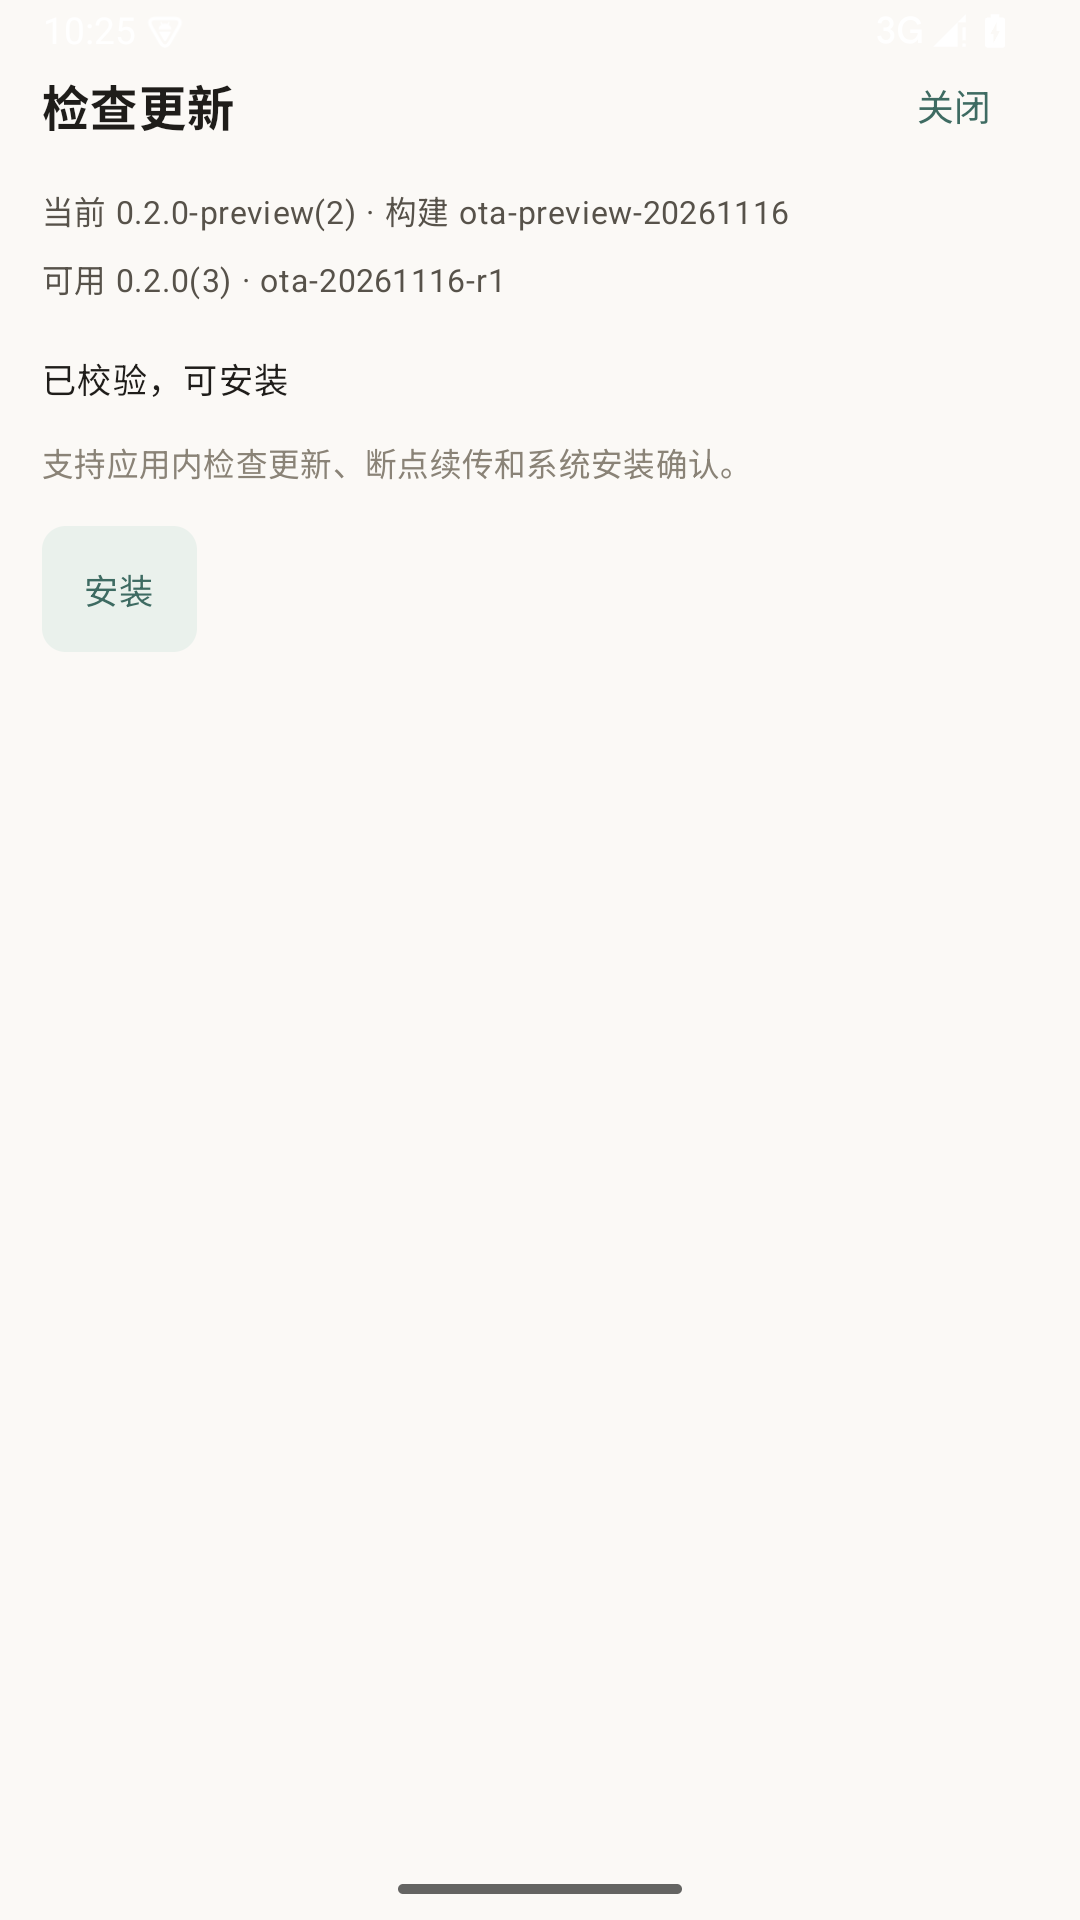 10:25
3G
检查更新
关闭
当前 0.2.0-preview(2) · 构建 ota-preview-20261116
可用 0.2.0(3) · ota-20261116-r1
已校验，可安装
支持应用内检查更新、断点续传和系统安装确认。
安装